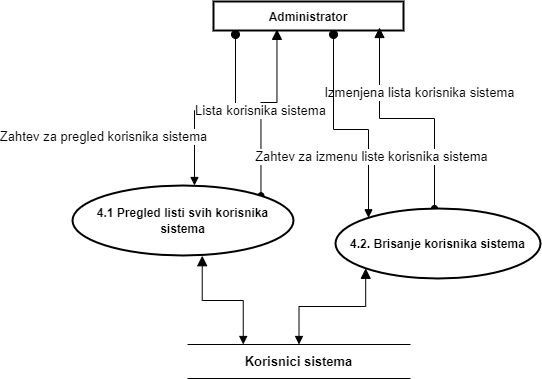 Administrator
Izmenjena lista korisnika sistema
Lista korisnika sistema
Zahtev za pregled korisnika sistema
Zahtev za izmenu liste korisnika sistema
4.1 Pregled listi svih korisnika
sistema
4.2. Brisanje korisnika sistema
Korisnici sistema